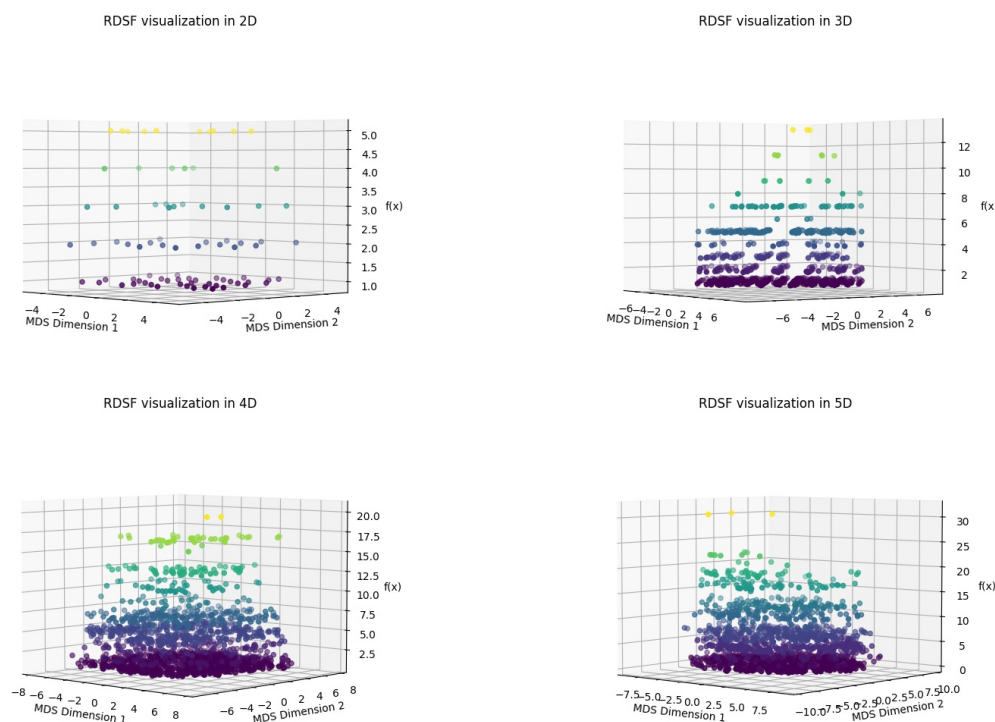 RDSF visualization in 2D
5.0
4.5
4.0
3.5
3.0
2.5
2.0
1.5
1.0
f(x)
−4 −2 0 2 4
MDS Dimension 1
−4 −2 0 2 4
MDS Dimension 2
RDSF visualization in 3D
12
10
8
6
4
2
f(x
−6 −4 −2 0 2 4 6
MDS Dimension 1
−6 −4 −2 0 2 4 6
MDS Dimension 2
RDSF visualization in 4D
20.0
17.5
15.0
12.5
10.0
7.5
5.0
2.5
f(x)
−8 −6 −4 −2 0 2 4 6 8
MDS Dimension 1
−6 −4 −2 0 2 4 6 8
MDS Dimension 2
RDSF visualization in 5D
30
25
20
15
10
5
0
f(x)
−7.5 −5.0 −2.5 0.0 2.5 5.0 7.5
MDS Dimension 1
−10.0 −7.5 −5.0 −2.5 0.0 2.5 5.0 7.5 10.0
MDS Dimension 2